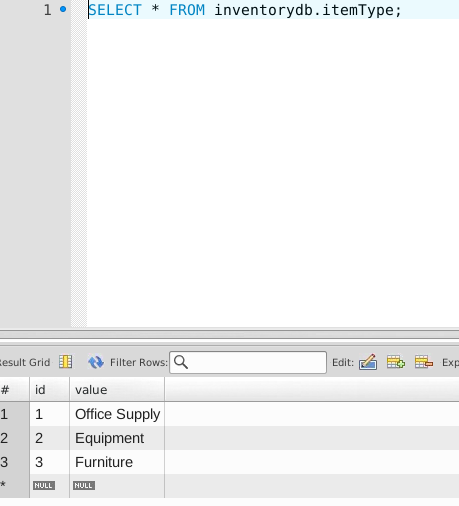 1 SELECT * FROM inventorydb.itemType;
esult Grid Filter Rows: Edit: Exp
# id value
1 1 Office Supply
2 2 Equipment
3 3 Furniture
* NULL NULL